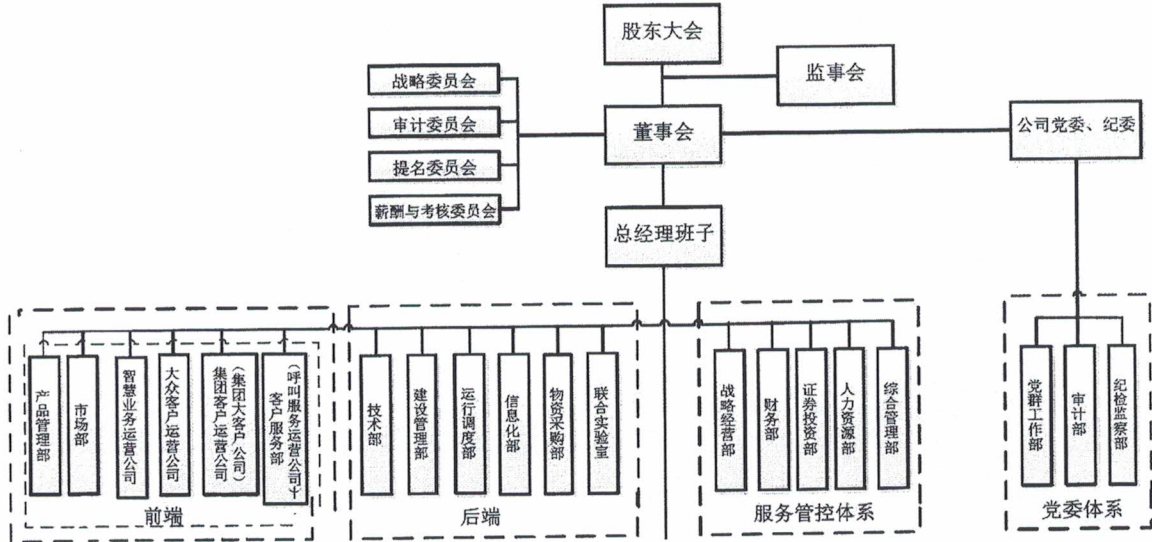 股东大会
监事会
战略委员会
审计委员会
提名委员会
薪酬与考核委员会
董事会
公司党委、纪委
总经理班子
产品管理部
市场部
智慧业务运营公司
大众客户运营公司
(集团大客户公司)
集团客户运营公司
(呼叫服务运营公司)
客户服务部
技术部
建设管理部
运行调度部
信息化部
物资采购部
联合实验室
战略经营部
财务部
证券投资部
人力资源部
综合管理部
党群工作部
审计部
纪检监察部
前端
后端
服务管控体系
党委体系